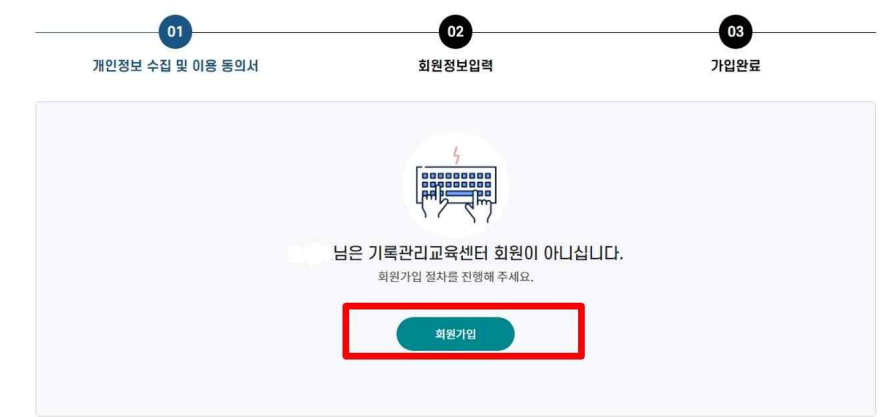 01
02
03
개인정보 수집 및 이용 동의서
회원정보입력
가입완료
님은 기록관리교육센터 회원이 아니십니다.
회원가입 절차를 진행해 주세요.
회원가입